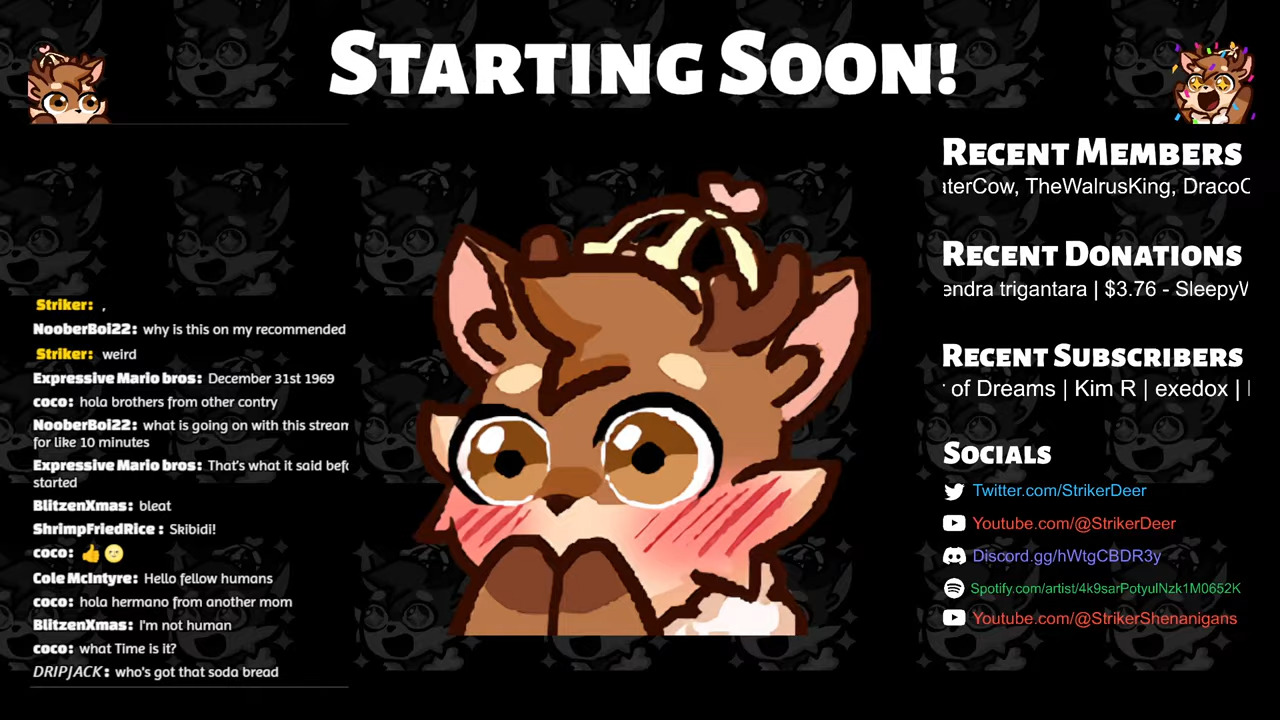 STARTING SOON!
Striker: ,
NooberBoi22: why is this on my recommended
Striker: weird
Expressive Mario bros: December 31st 1969
coco: hola brothers from other contry
NooberBoi22: what is going on with this stream
for like 10 minutes
Expressive Mario bros: That's what it said befo
started
BlitzenXmas: bleat
ShrimpFriedRice : Skibidi!
coco: 👍🌝
Cole McIntyre: Hello fellow humans
coco: hola hermano from another mom
BlitzenXmas: I'm not human
coco: what Time is it?
DRIPJACK: who's got that soda bread
RECENT MEMBERS
aterCow, TheWalrusKing, Draco
RECENT DONATIONS
endra trigantara | $3.76 - Sleepy
RECENT SUBSCRIBERS
of Dreams | Kim R | exedox |
SOCIALS
Twitter.com/StrikerDeer
Youtube.com/@StrikerDeer
Discord.gg/hWtgCBDR3y
Spotify.com/artist/4k9sarPotyulNzk1M0652K
Youtube.com/@StrikerShenanigans